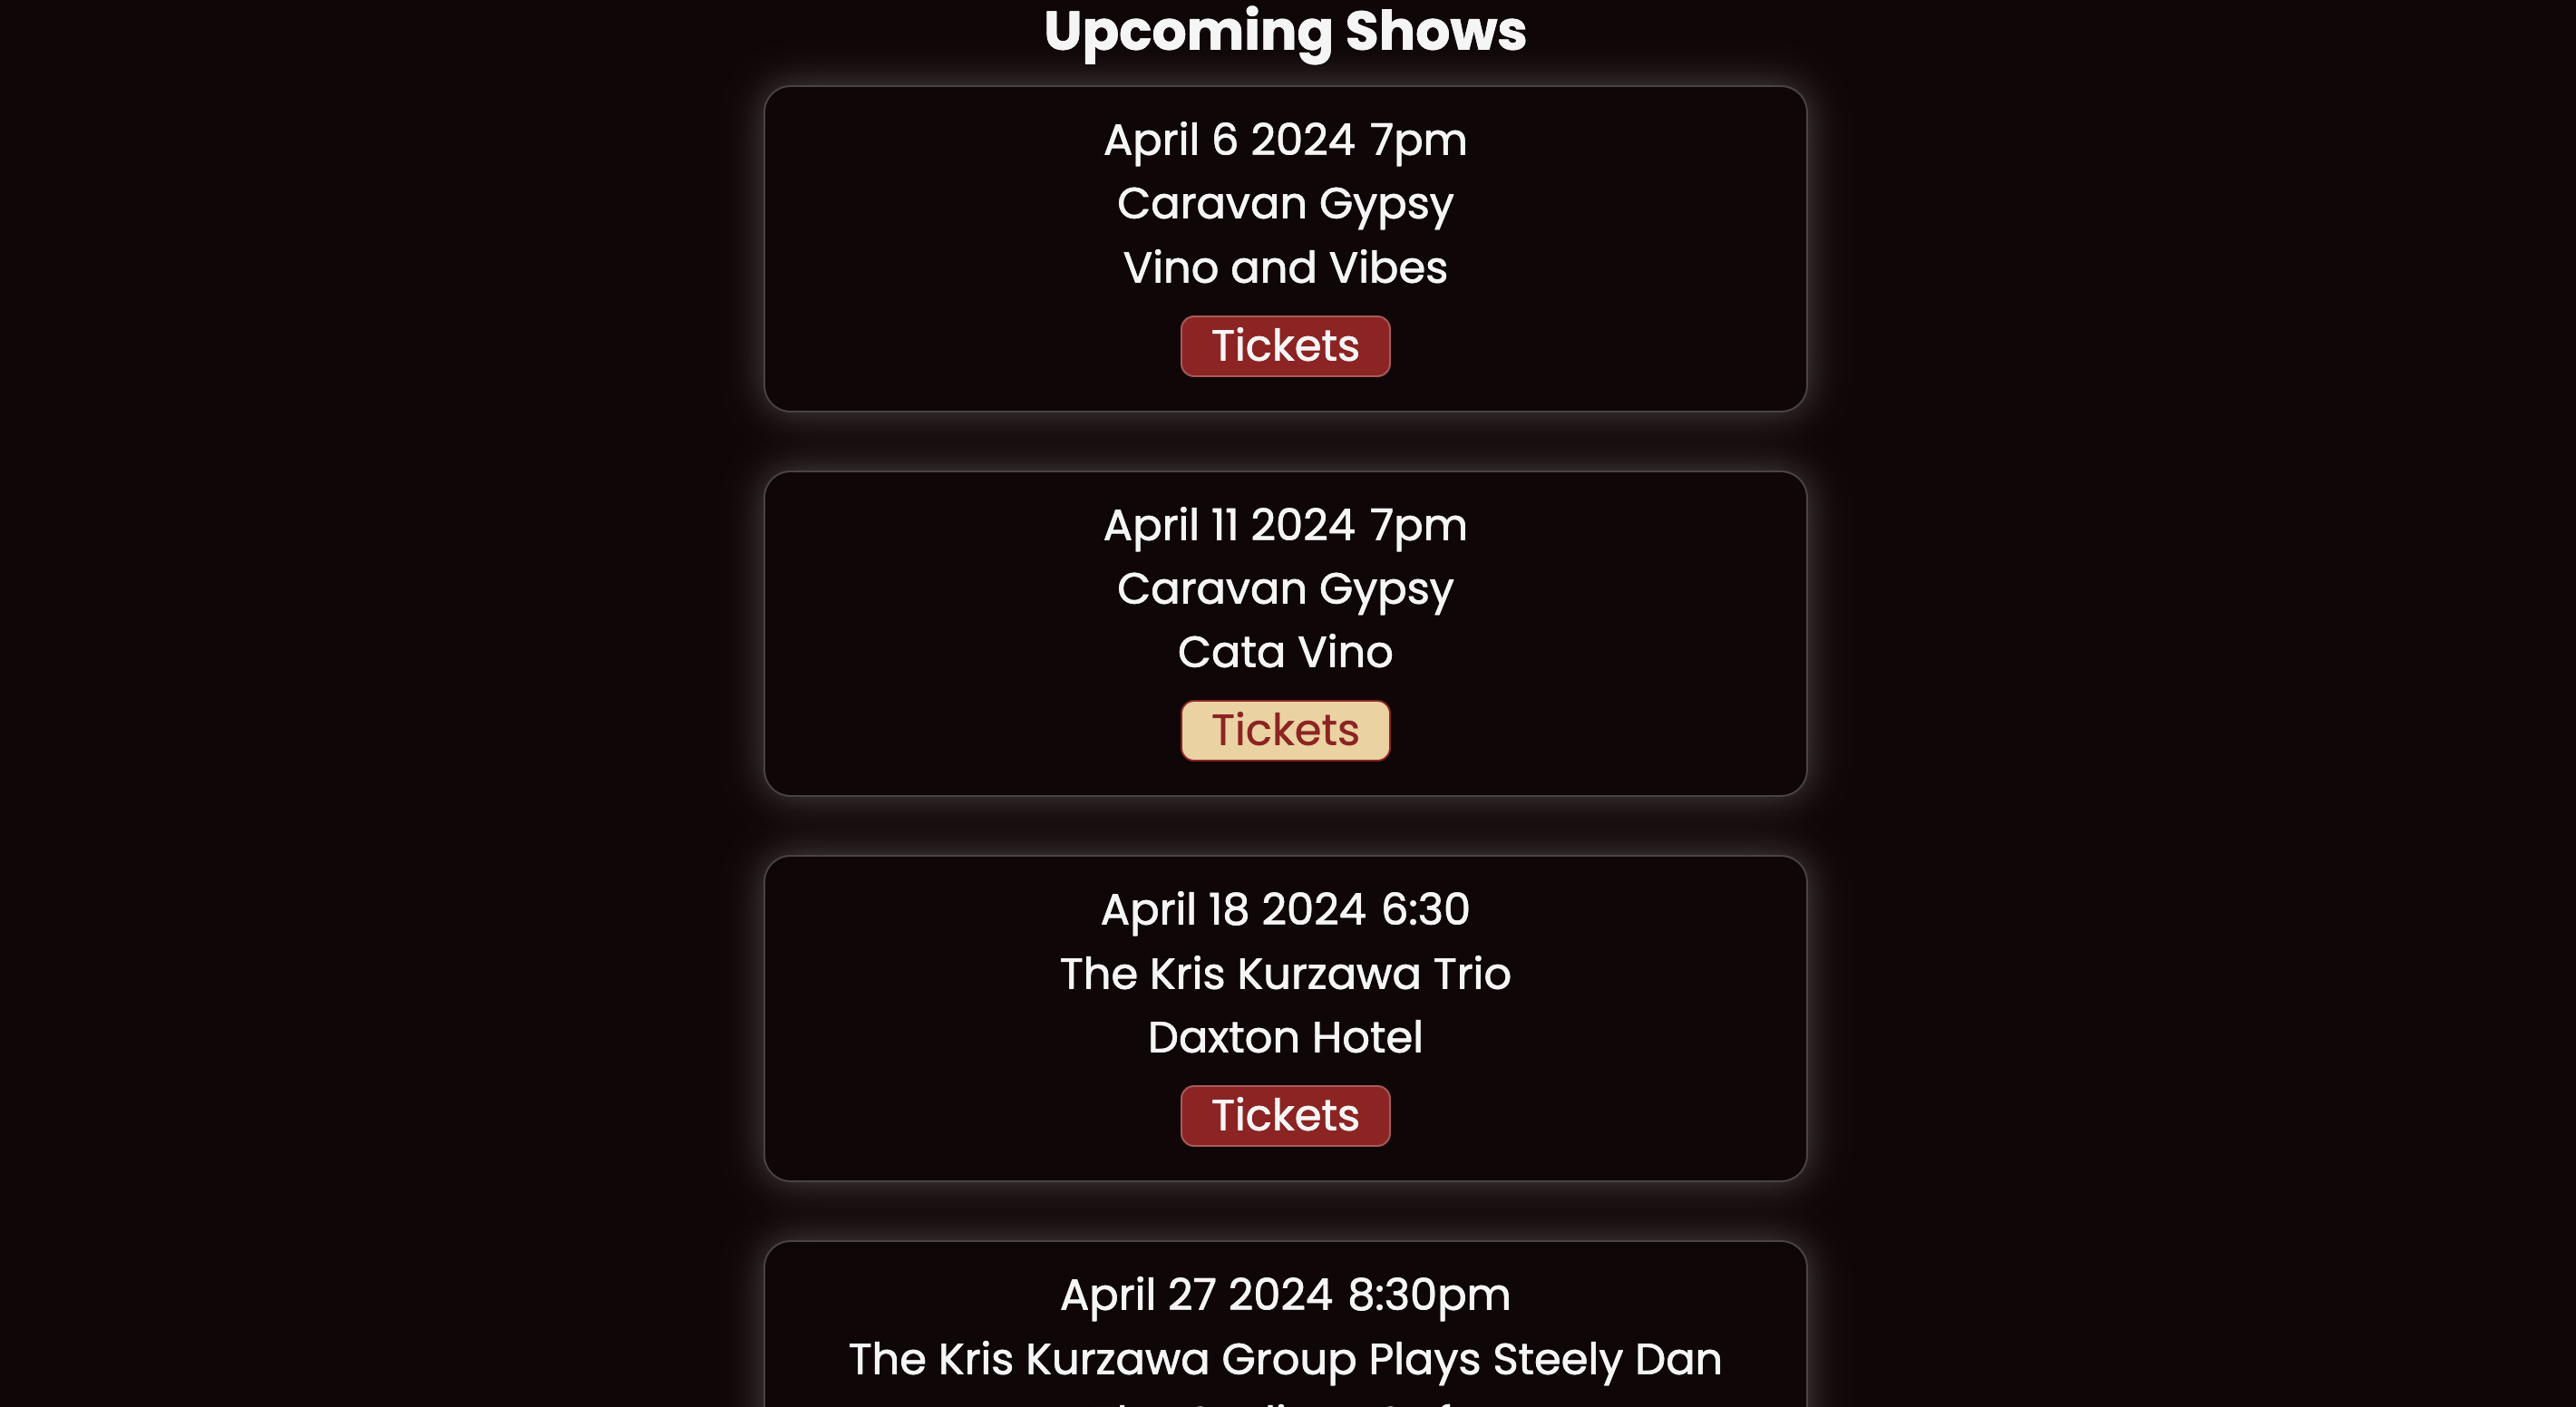 Upcoming Shows
April 6 2024 7pm
Caravan Gypsy
Vino and Vibes
Tickets
April 11 2024 7pm
Caravan Gypsy
Cata Vino
Tickets
April 18 2024 6:30
The Kris Kurzawa Trio
Daxton Hotel
Tickets
April 27 2024 8:30pm
The Kris Kurzawa Group Plays Steely Dan